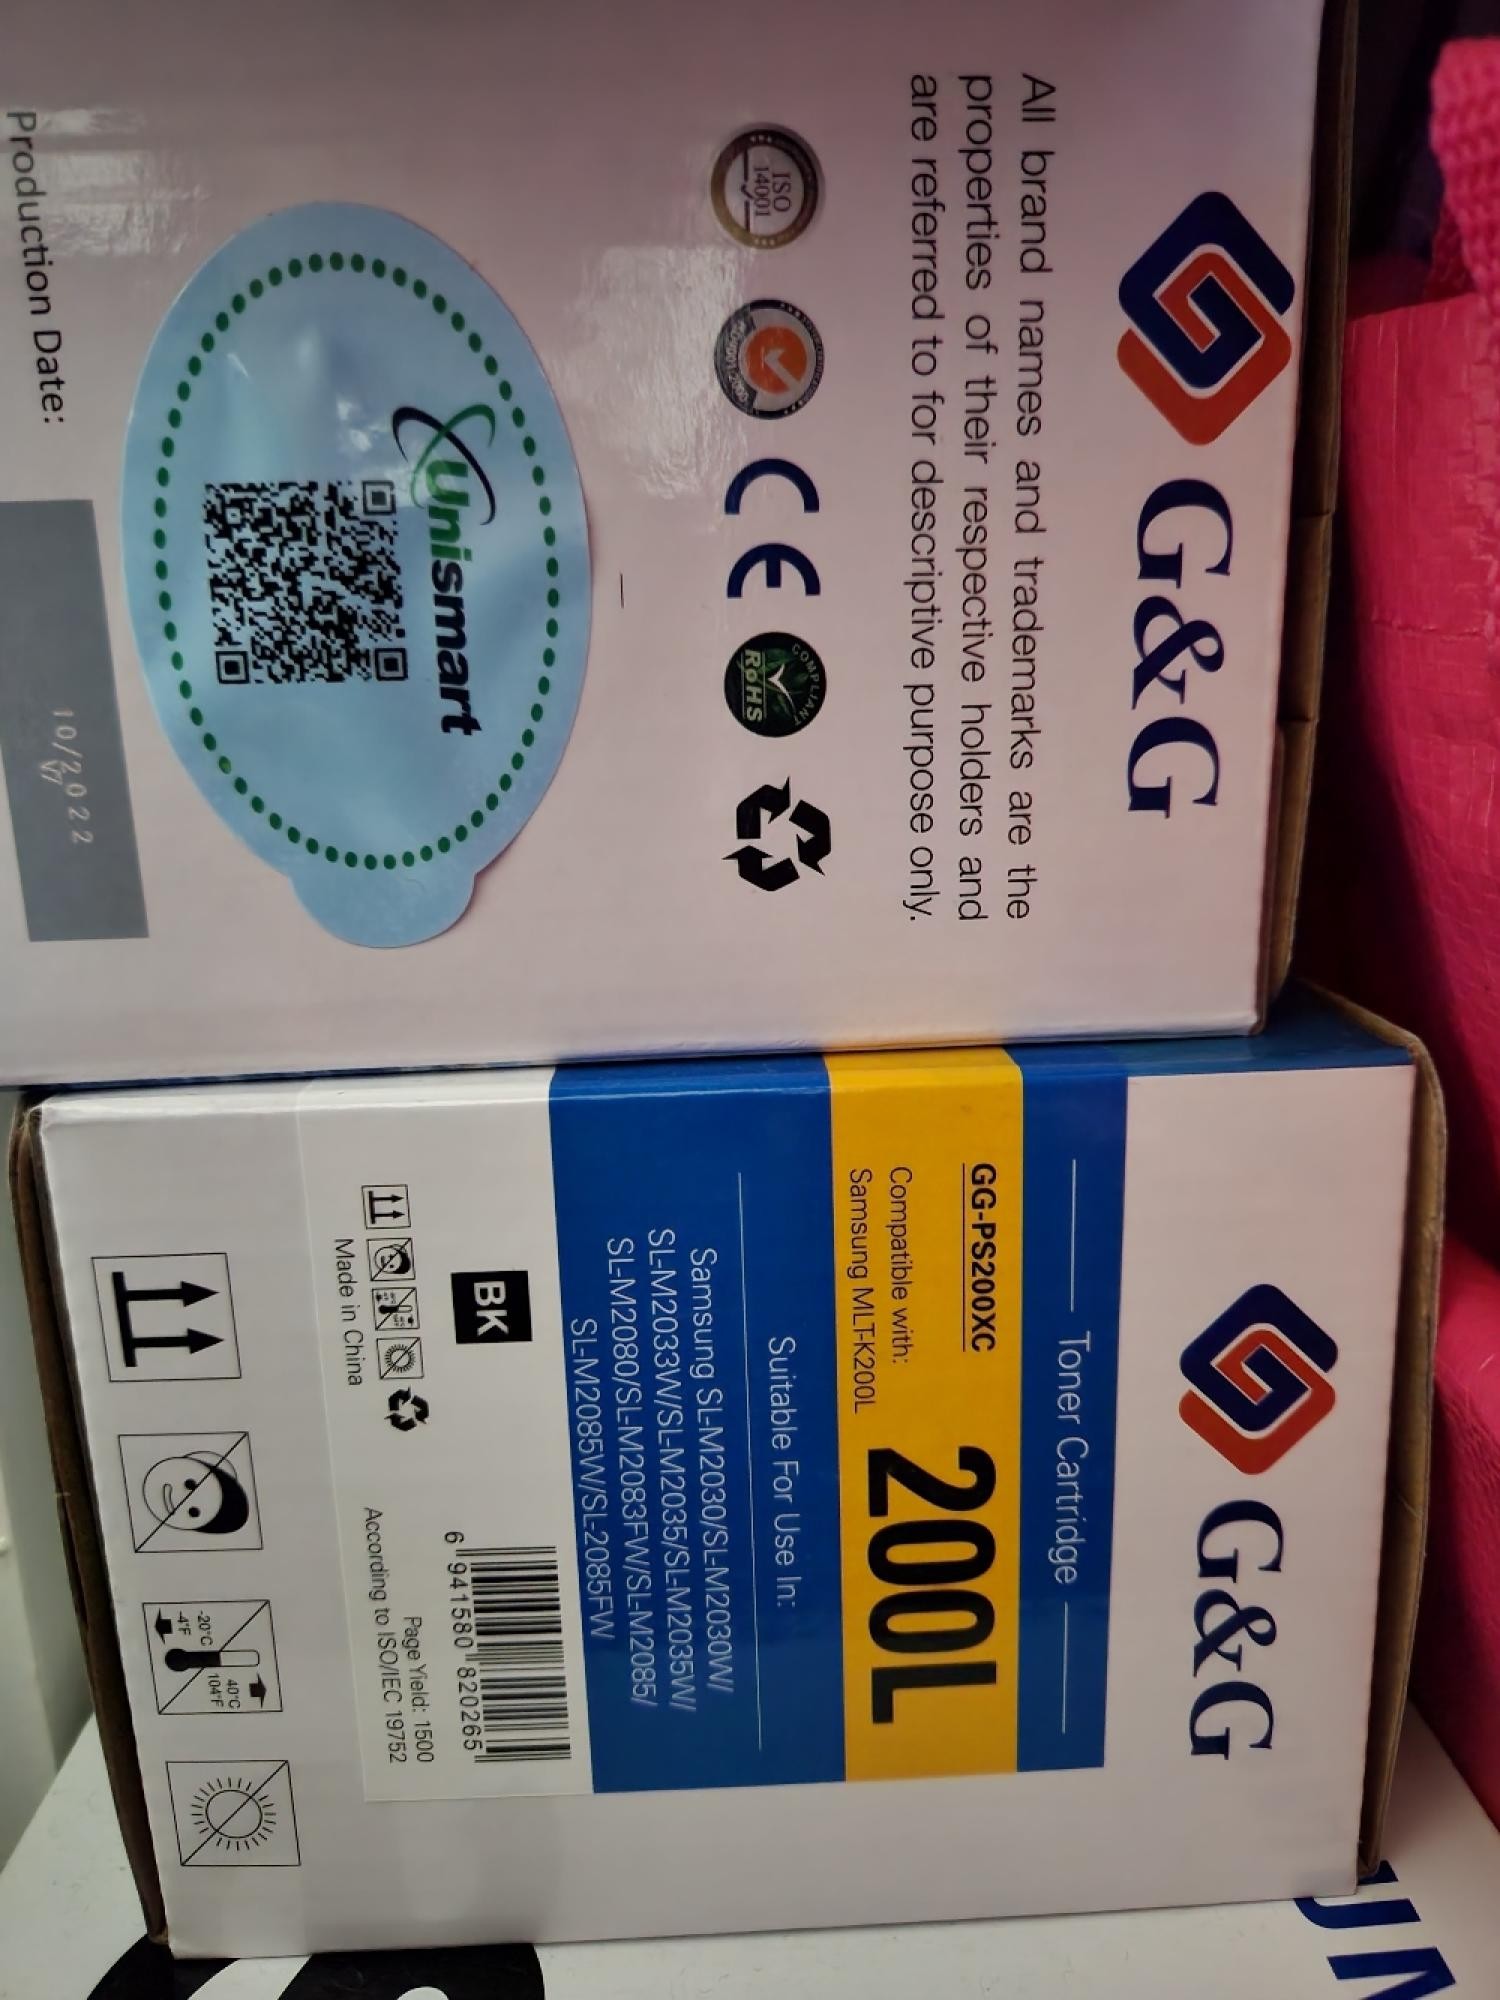 G&G
All brand names and trademarks are the
properties of their respective holders and
are referred to for descriptive purpose only.
ISO
14001
CE
COMPLIANT
RoHS
Unismart
Production Date:
10/2022
G&G
Toner Cartridge
GG-PS200XC
Compatible with:
Samsung MLT-K200L
200L
Suitable For Use In:
Samsung SL-M2030/SL-M2030W/
SL-M2033W/SL-M2035/SL-M2035W/
SL-M2080/SL-M2083FW/SL-M2085/
SL-M2085W/SL-2085FW
BK
6 941580 820265
Made in China
Page Yield: 1500
According to ISO/IEC 19752
-20°C
-4°F
40°C
104°F